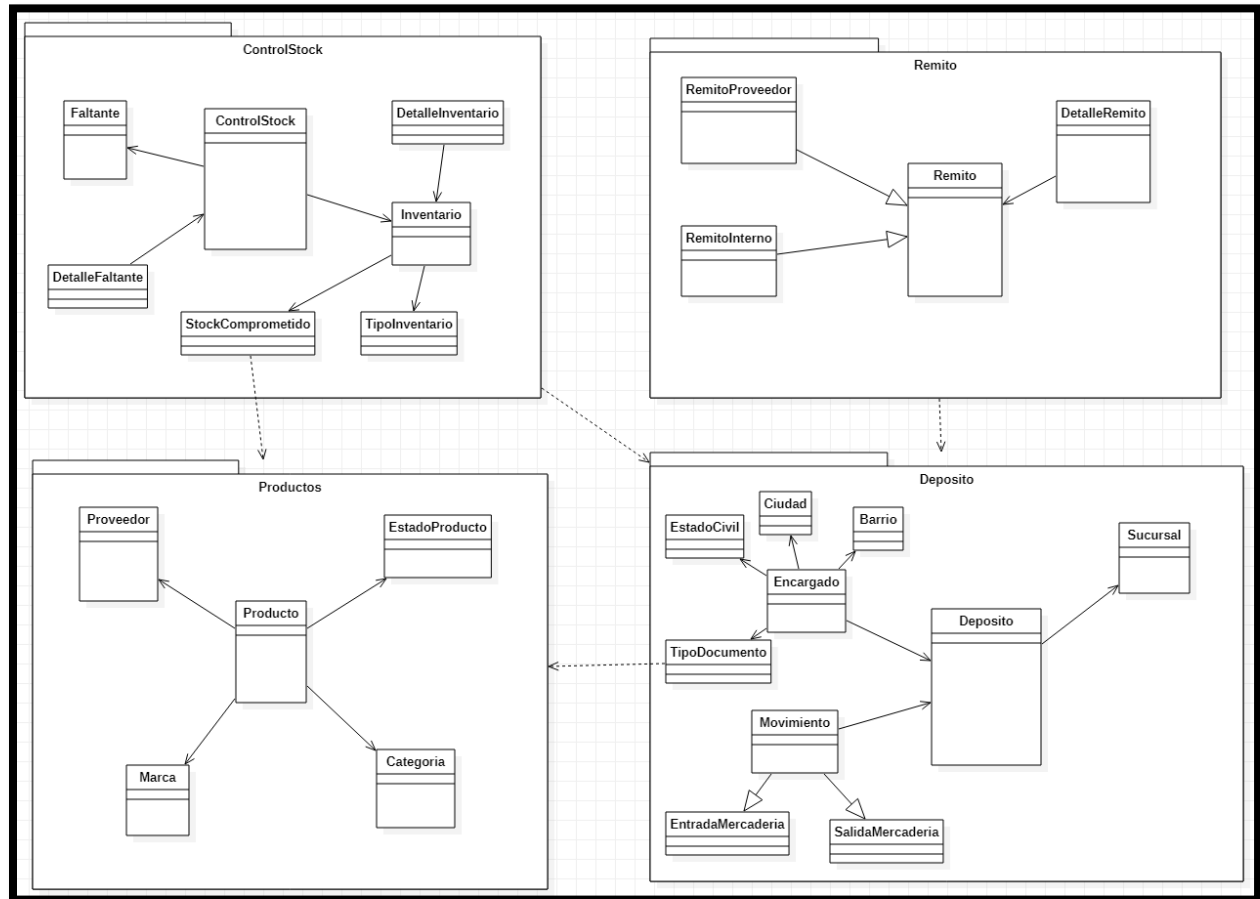 ControlStock
Faltante
ControlStock
DetalleInventario
Inventario
DetalleFaltante
StockComprometido
TipoInventario
Remito
RemitoProveedor
DetalleRemito
Remito
RemitoInterno
Productos
Proveedor
EstadoProducto
Producto
Marca
Categoria
Deposito
EstadoCivil
Ciudad
Barrio
Sucursal
Encargado
Deposito
TipoDocumento
Movimiento
EntradaMercaderia
SalidaMercaderia